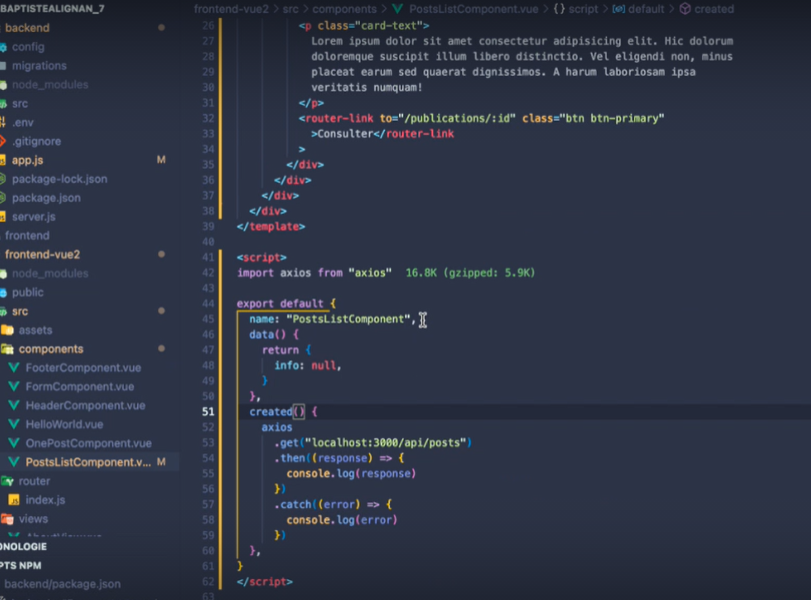 BAPTISTEALIGNAN_7
backend
config
migrations
node_modules
src
.env
.gitignore
app.js M
package-lock.json
package.json
server.js
frontend
frontend-vue2
node_modules
public
src
assets
components
FooterComponent.vue
FormComponent.vue
HeaderComponent.vue
HelloWorld.vue
OnePostComponent.vue
PostsListComponent.v... M
router
index.js
views
ONOLOGIE
PTS NPM
backend/package.json
frontend-vue2 > src > components > PostsListComponent.vue > {} script > default > created
26 <p class="card-text">
27 Lorem ipsum dolor sit amet consectetur adipisicing elit. Hic dolorum
28 doloremque suscipit illum libero distinctio. Vel eligendi non, minus
29 placeat earum sed quaerat dignissimos. A harum laboriosam ipsa
30 veritatis numquam!
31 </p>
32 <router-link to="/publications/:id" class="btn btn-primary"
33 >Consulter</router-link
34 >
35 </div>
36 </div>
37 </div>
38 </div>
39 </template>
40
41 <script>
42 import axios from "axios" 16.8K (gzipped: 5.9K)
43
44 export default {
45 name: "PostsListComponent",
46 data() {
47 return {
48 info: null,
49 }
50 },
51 created() {
52 axios
53 .get("localhost:3000/api/posts")
54 .then((response) => {
55 console.log(response)
56 })
57 .catch((error) => {
58 console.log(error)
59 })
60 },
61 }
62 </script>
63